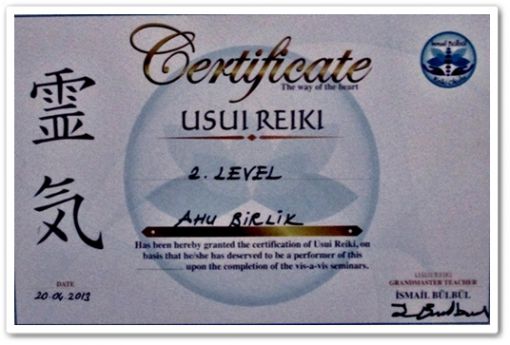 Certificate
The way of the heart
USUI REIKI
霊気
2. LEVEL
AHU BİRLİK
Has been hereby granted the certification of Usui Reiki, on
basis that he/she has deserved to be a performer of this
upon the completion of the vis-a-vis seminars.
DATE
20.04.2013
USUI REIKI
GRANDMASTER TEACHER
İSMAİL BÜLBÜL